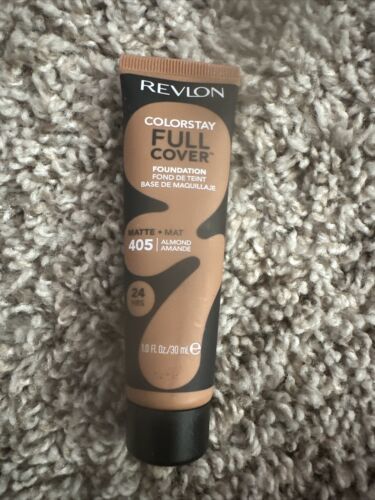 REVLON
COLORSTAY
FULL
COVER™
FOUNDATION
FOND DE TEINT
BASE DE MAQUILLAJE
MATTE + MAT
405 | ALMOND
AMANDE
24
HRS
1.0 Fl. Oz./30 mL e